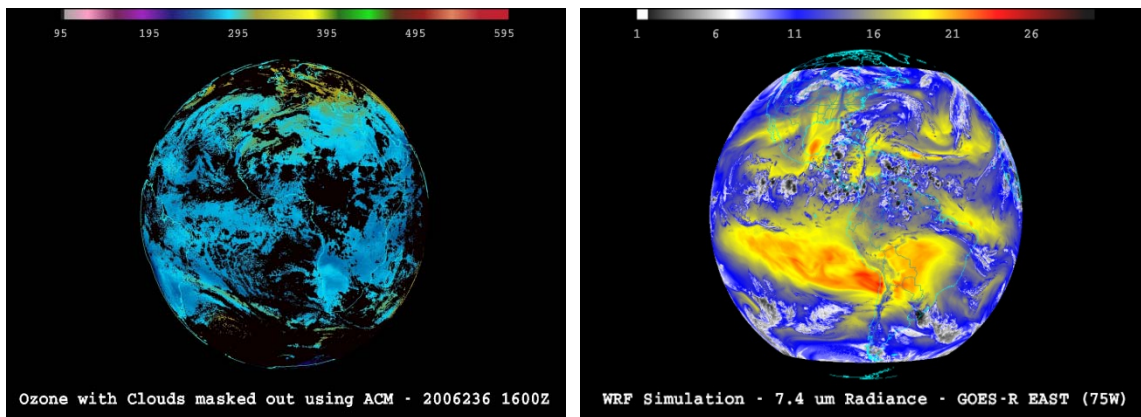 95 195 295 395 495 595
Ozone with Clouds masked out using ACM - 2006236 1600Z
1 6 11 16 21 26
WRF Simulation - 7.4 um Radiance - GOES-R EAST (75W)